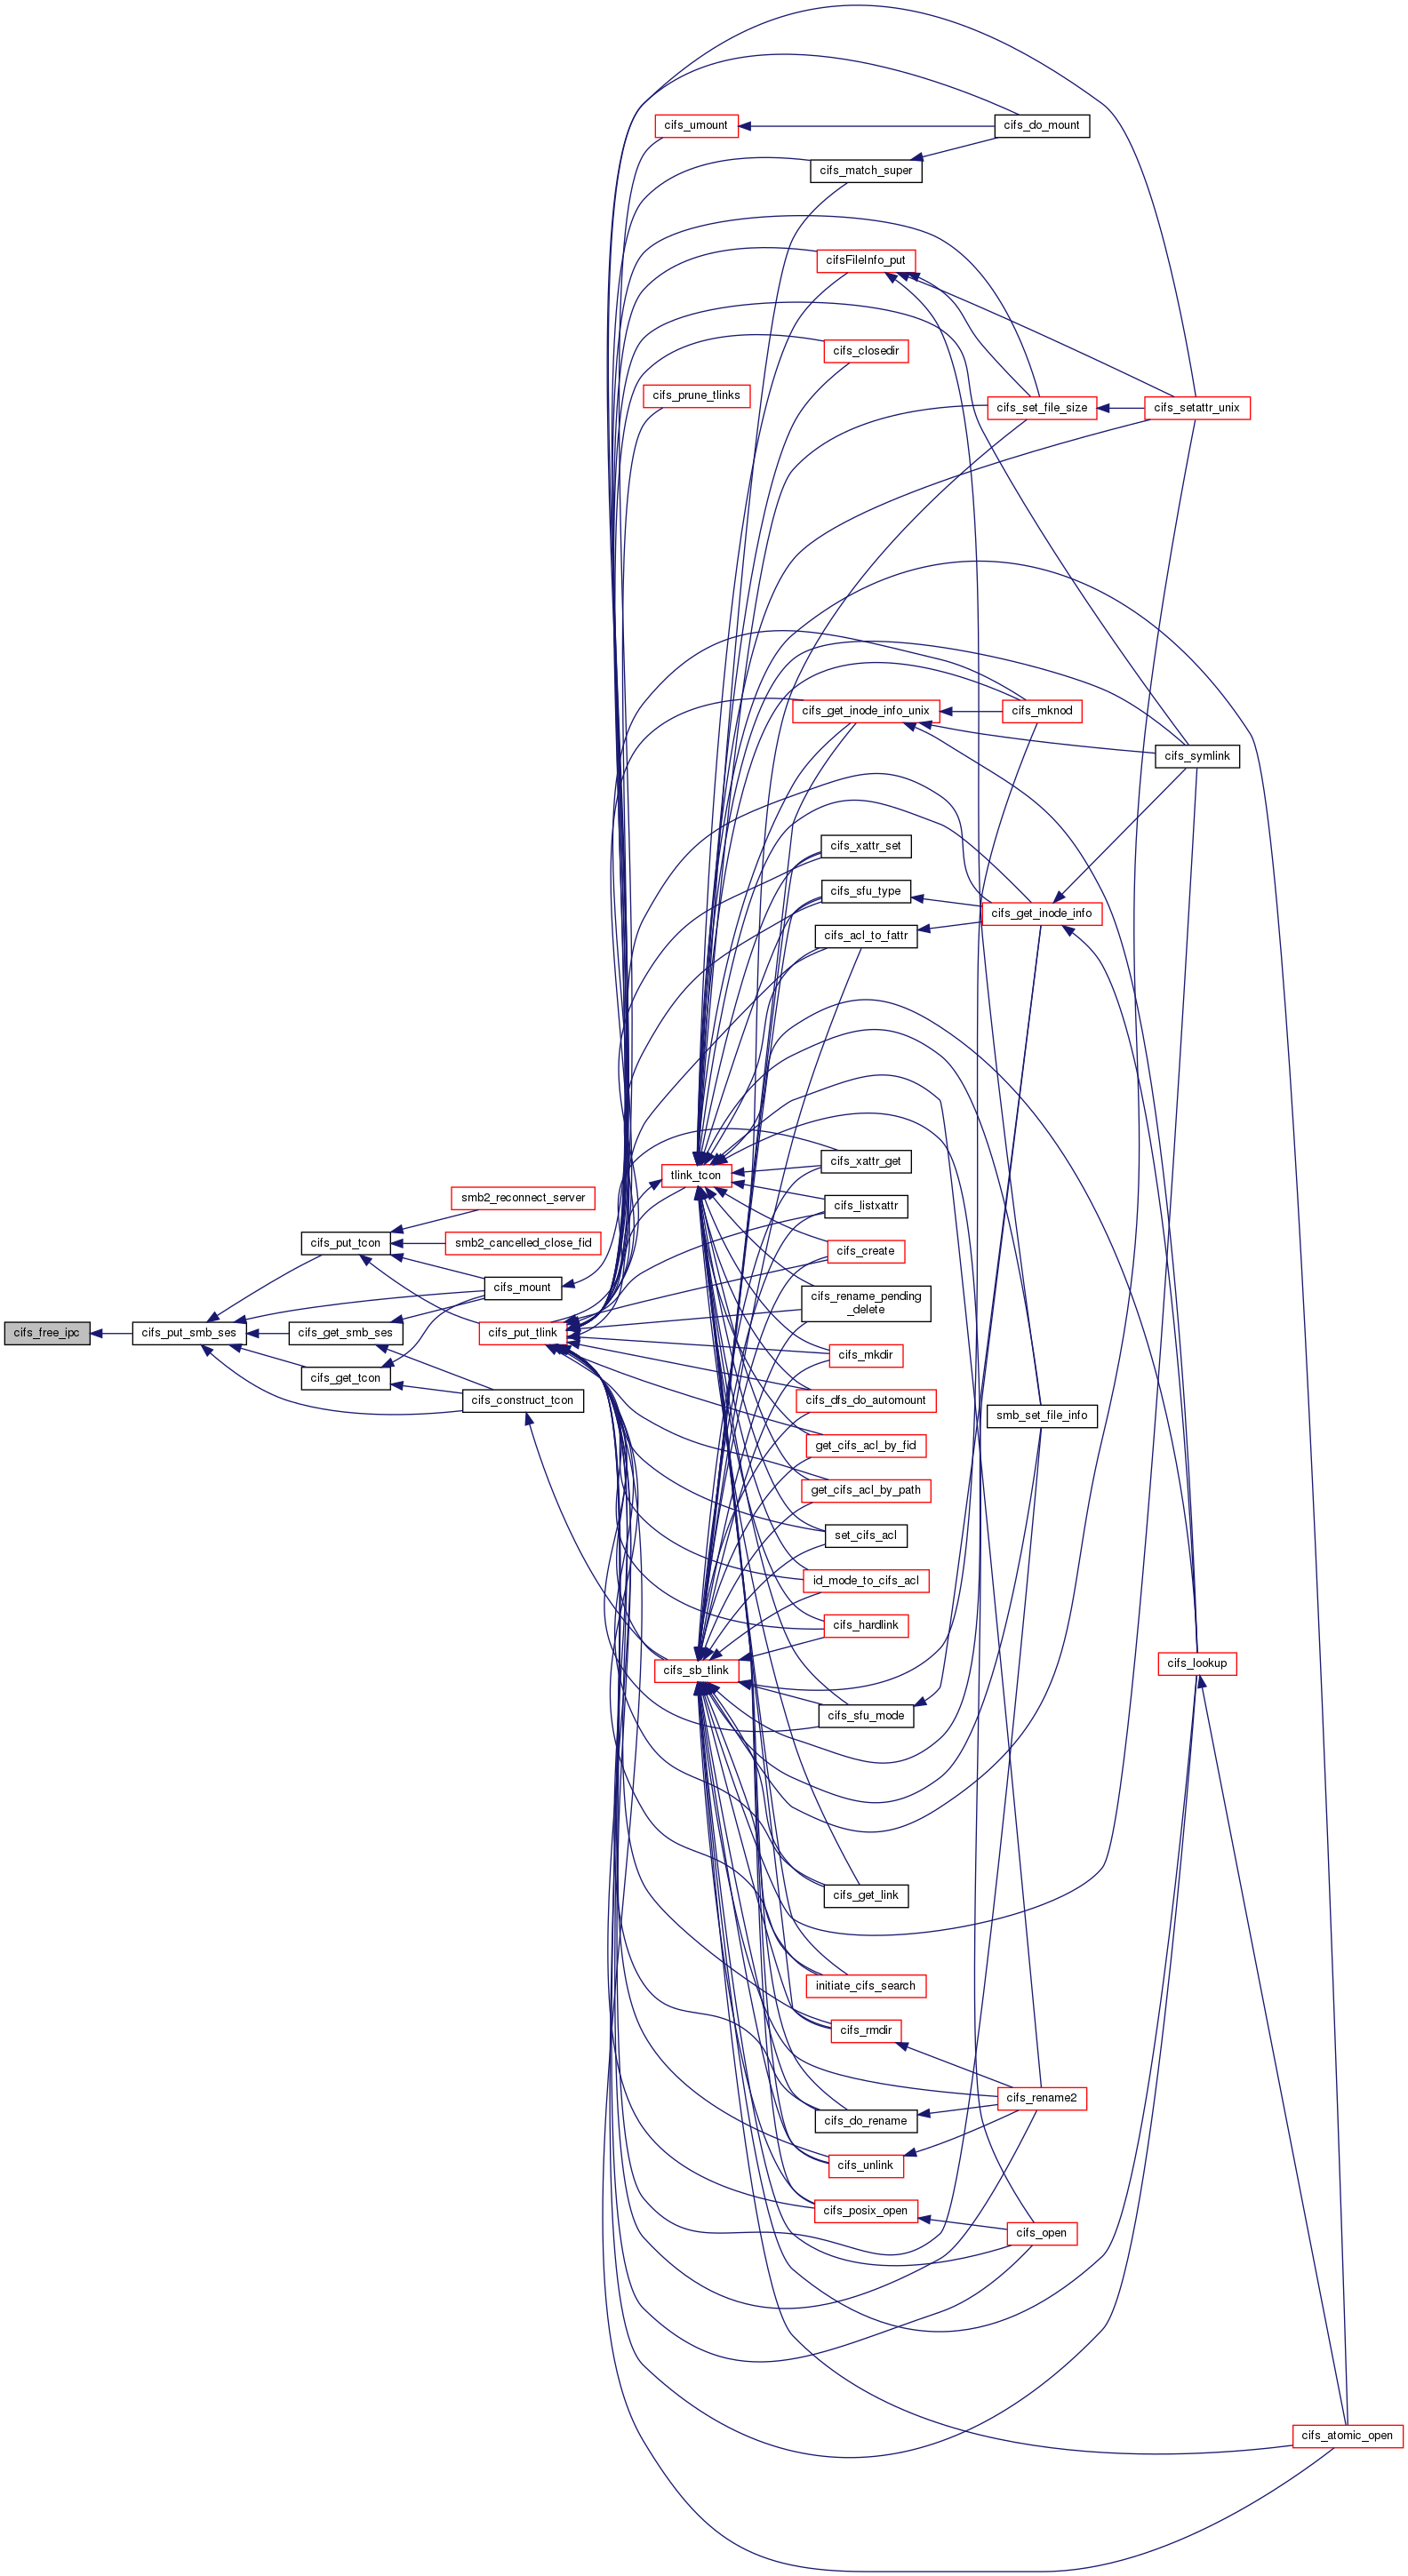 cifs_umount
cifs_do_mount
cifs_match_super
cifsFileInfo_put
cifs_closedir
cifs_prune_tlinks
cifs_set_file_size
cifs_setattr_unix
cifs_get_inode_info_unix
cifs_mknod
cifs_symlink
cifs_xattr_set
cifs_sfu_type
cifs_get_inode_info
cifs_acl_to_fattr
cifs_xattr_get
tlink_tcon
smb2_reconnect_server
cifs_listxattr
cifs_put_tcon
smb2_cancelled_close_fid
cifs_create
cifs_mount
cifs_rename_pending
_delete
cifs_free_ipc
cifs_put_smb_ses
cifs_get_smb_ses
cifs_put_tlink
cifs_mkdir
cifs_get_tcon
cifs_construct_tcon
cifs_dfs_do_automount
smb_set_file_info
get_cifs_acl_by_fid
get_cifs_acl_by_path
set_cifs_acl
id_mode_to_cifs_acl
cifs_hardlink
cifs_lookup
cifs_sb_tlink
cifs_sfu_mode
cifs_get_link
initiate_cifs_search
cifs_rmdir
cifs_rename2
cifs_do_rename
cifs_unlink
cifs_posix_open
cifs_open
cifs_atomic_open